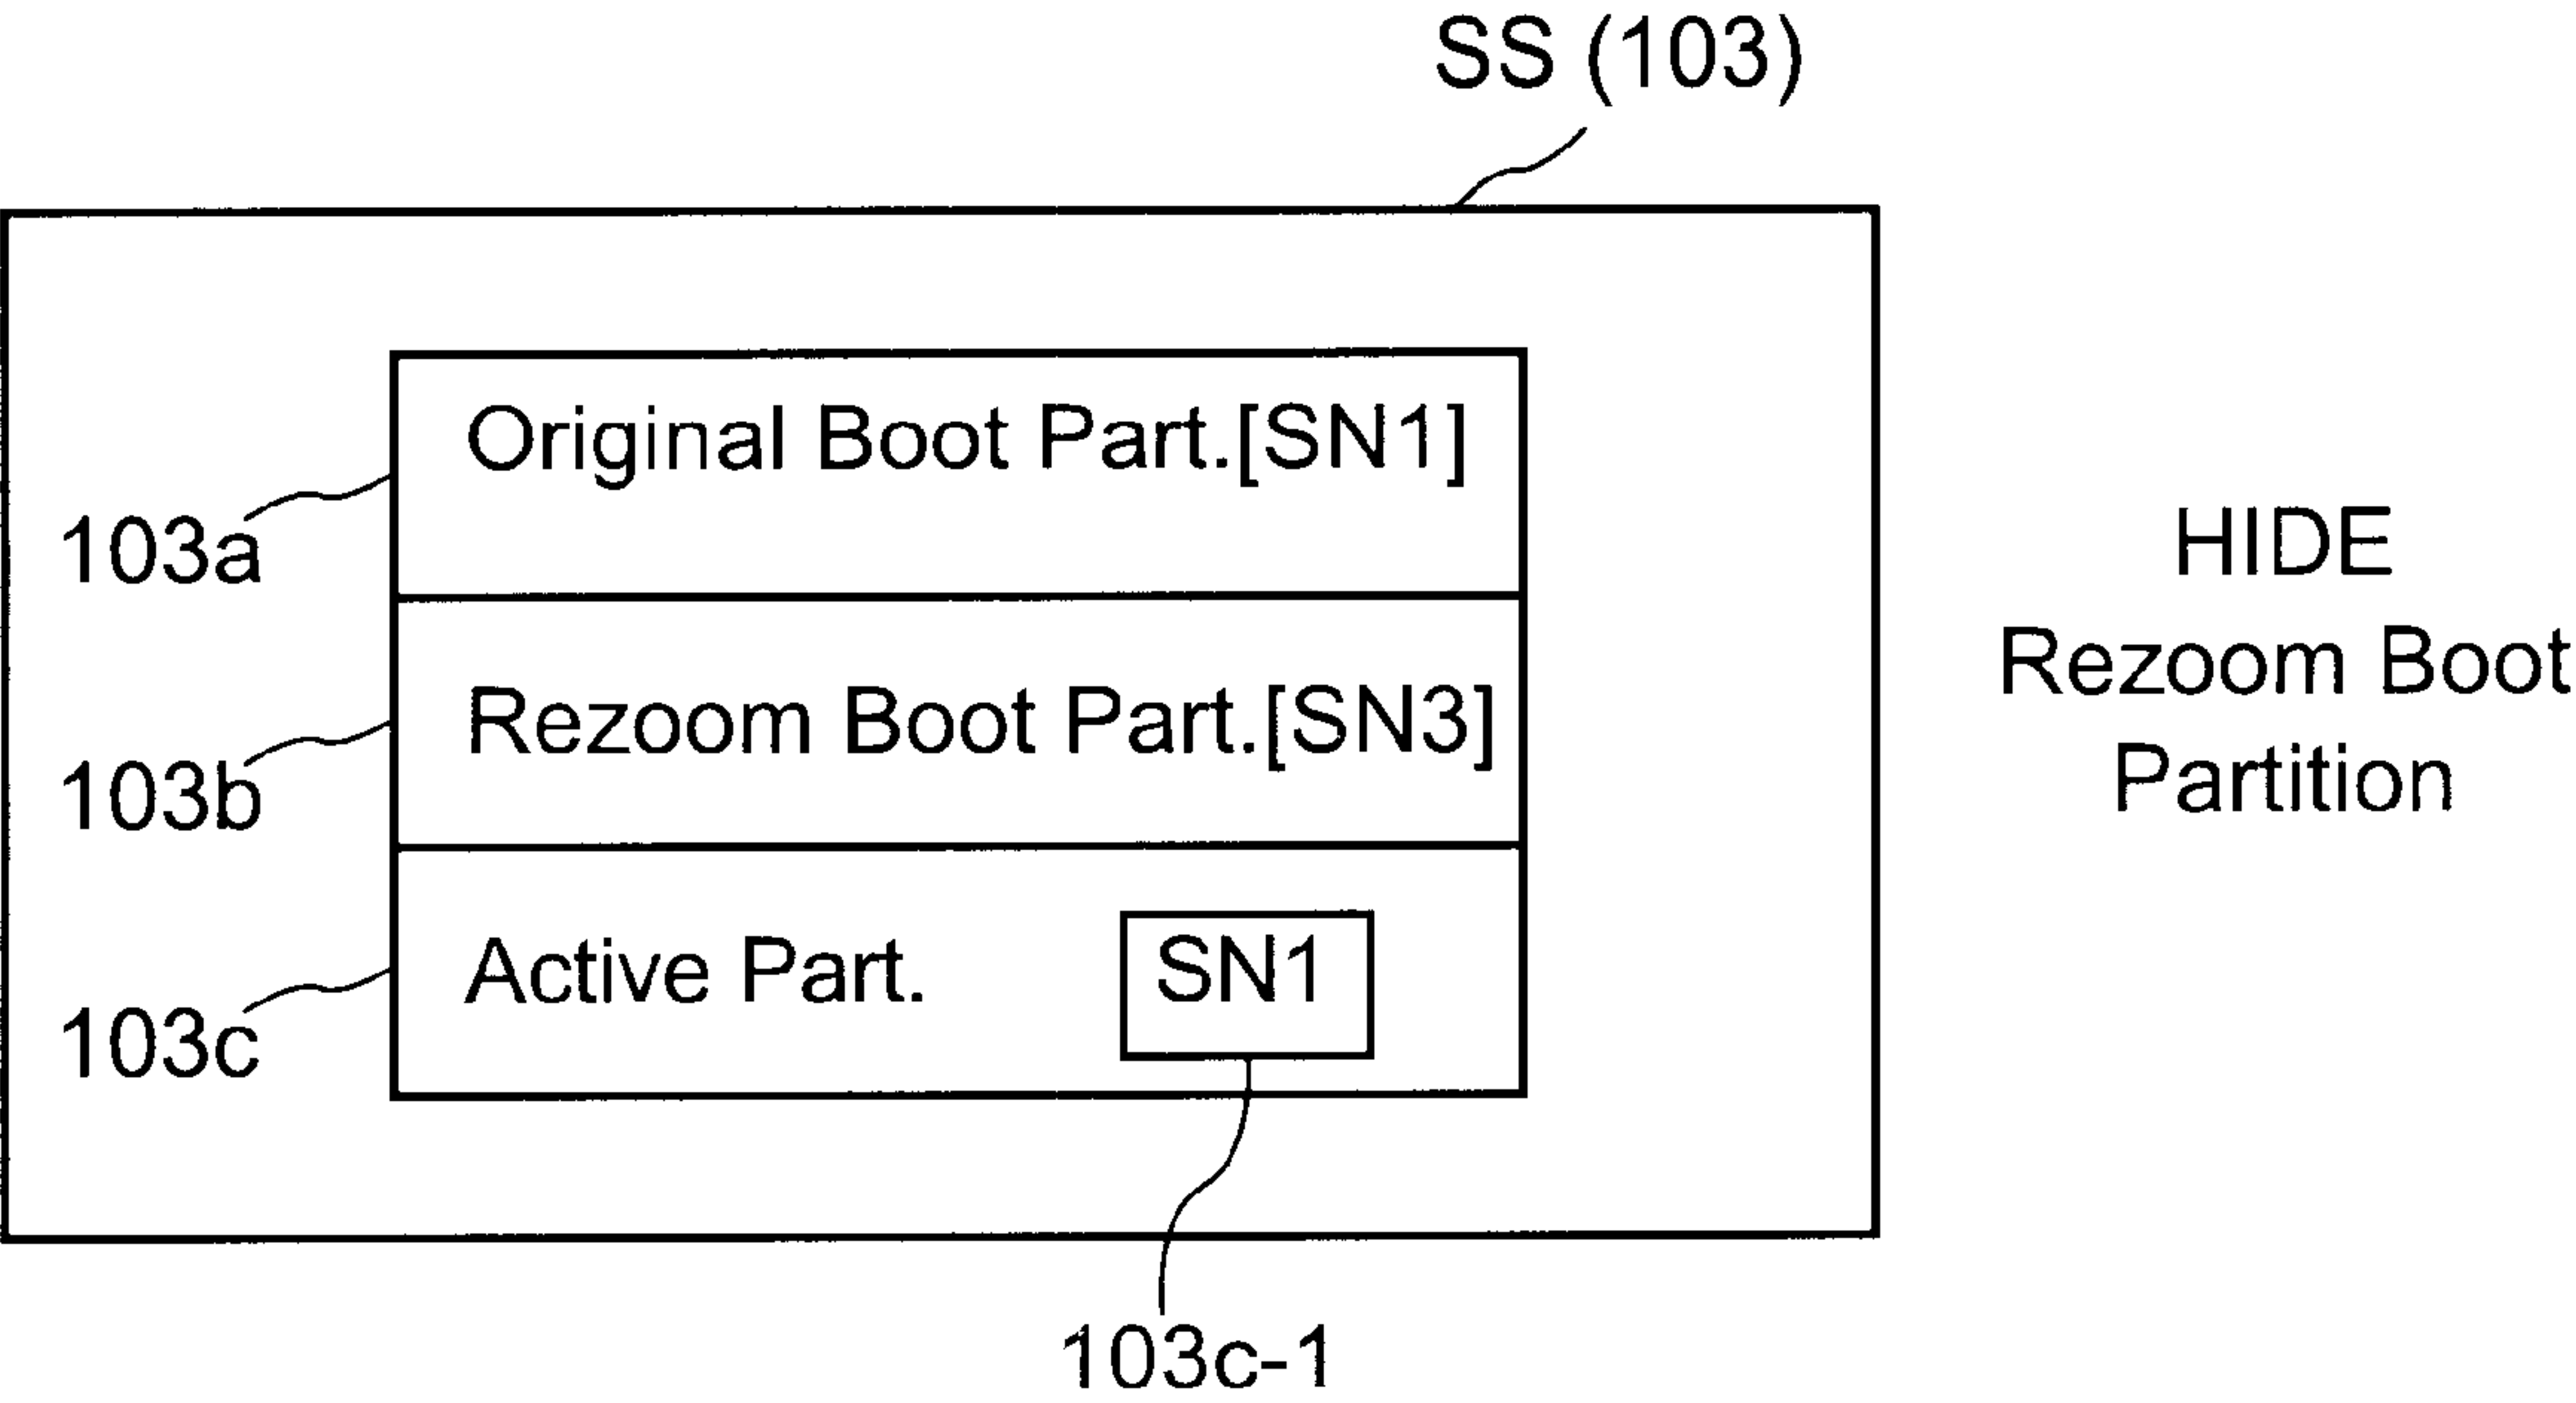 SS (103)
Original Boot Part.[SN1]
103a
Rezoom Boot Part.[SN3]
103b
Active Part.
SN1
103c
103c-1
HIDE
Rezoom Boot
Partition